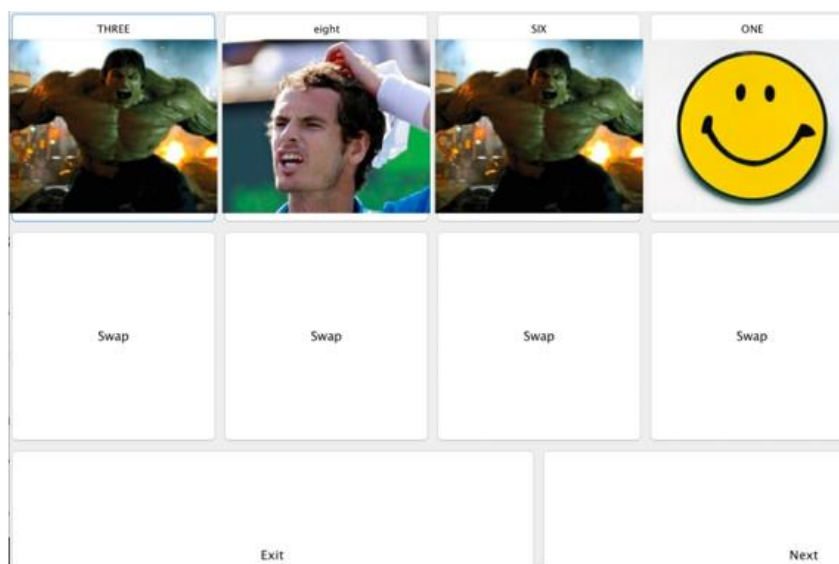 THREE
eight
SIX
ONE
Swap
Swap
Swap
Swap
Exit
Next